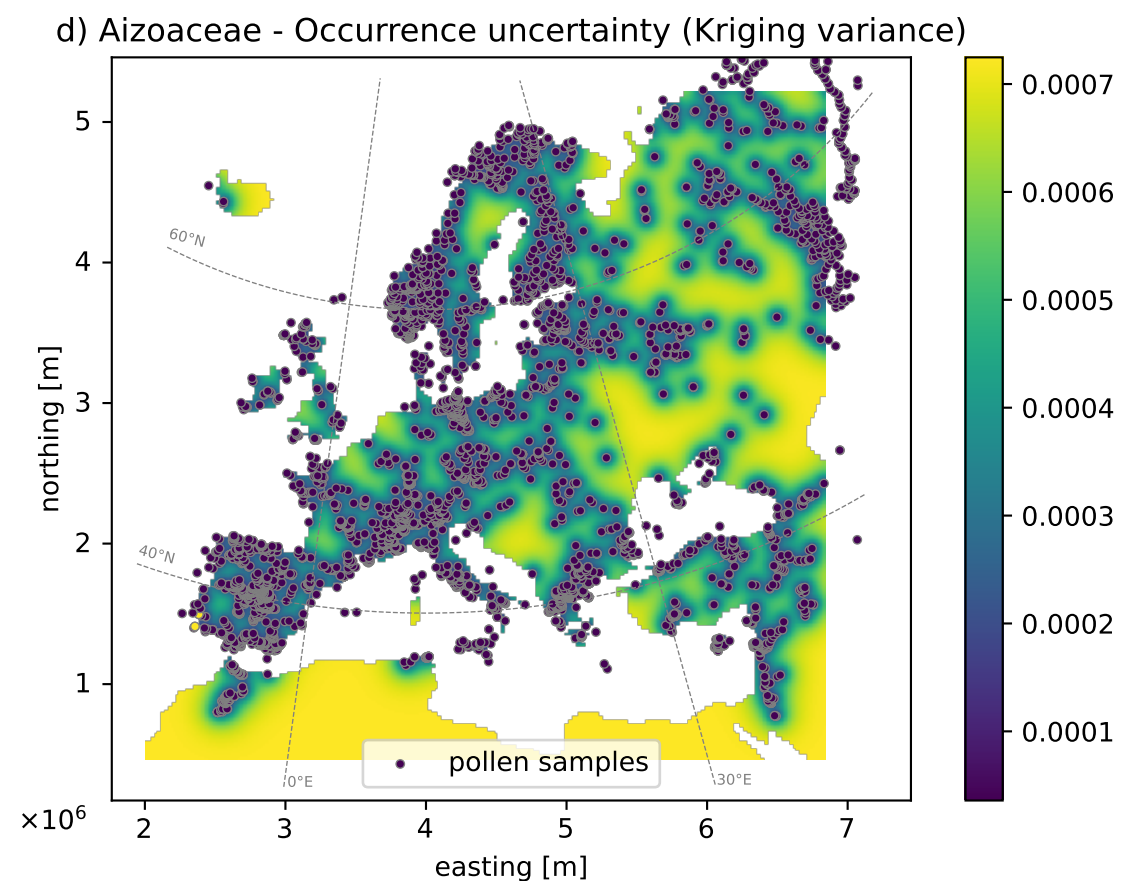 d) Aizoaceae - Occurrence uncertainty (Kriging variance)
5
4
3
2
1
northing [m]
×10⁶
2 3 4 5 6 7
easting [m]
60°N
40°N
0°E
30°E
pollen samples
0.0007
0.0006
0.0005
0.0004
0.0003
0.0002
0.0001